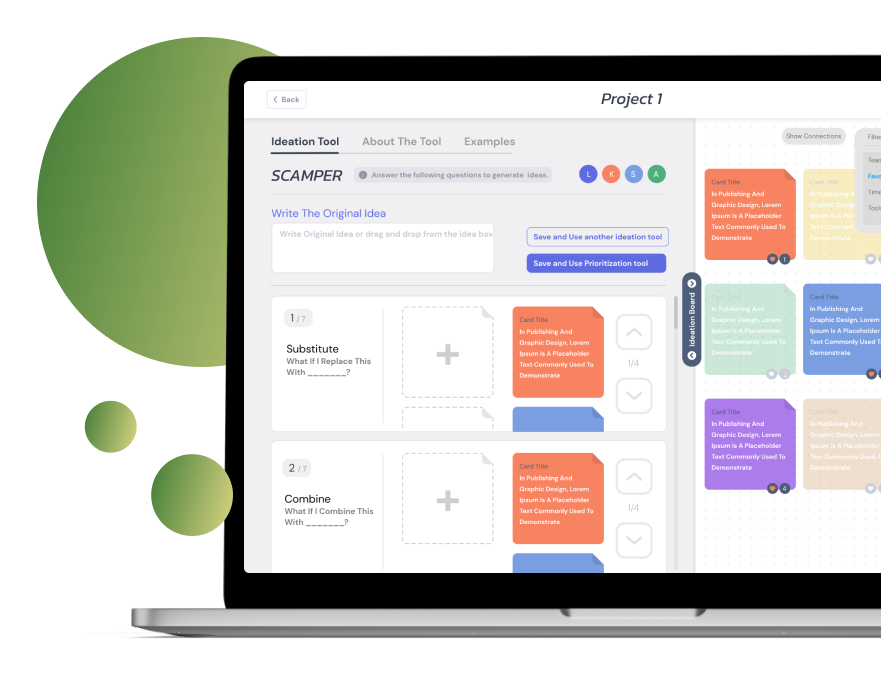 Back
Project 1
Ideation Tool
About The Tool
Examples
SCAMPER
Answer the following questions to generate ideas.
L
K
S
A
Write The Original Idea
Write Original Idea or drag and drop from the idea box
Save and Use another ideation tool
Save and Use Prioritization tool
1 / 7
Substitute
What If I Replace This
With _______?
Card Title
In Publishing And
Graphic Design, Lorem
Ipsum Is A Placeholder
Text Commonly Used To
Demonstrate
1/4
2 / 7
Combine
What If I Combine This
With _______?
Card Title
In Publishing And
Graphic Design, Lorem
Ipsum Is A Placeholder
Text Commonly Used To
Demonstrate
1/4
Ideation Board
Show Connections
Filter
Team
Favo
Time
Tools
Card Title
In Publishing And
Graphic Design, Lorem
Ipsum Is A Placeholder
Text Commonly Used To
Demonstrate
1
Card Title
In Publishing And
Graphic Design,
Ipsum Is A Placeholder
Text Commonly Used
Demonstrate
Card Title
In Publishing And
Graphic Design, Lorem
Ipsum Is A Placeholder
Text Commonly Used To
Demonstrate
2
Card Title
In Publishing And
Graphic Design, Lorem
Ipsum Is A Placeholder
Text Commonly Used
Demonstrate
Card Title
In Publishing And
Graphic Design, Lorem
Ipsum Is A Placeholder
Text Commonly Used To
Demonstrate
4
Card Title
In Publishing And
Graphic Design, Lorem
Ipsum Is A Placeholder
Text Commonly Used
Demonstrate